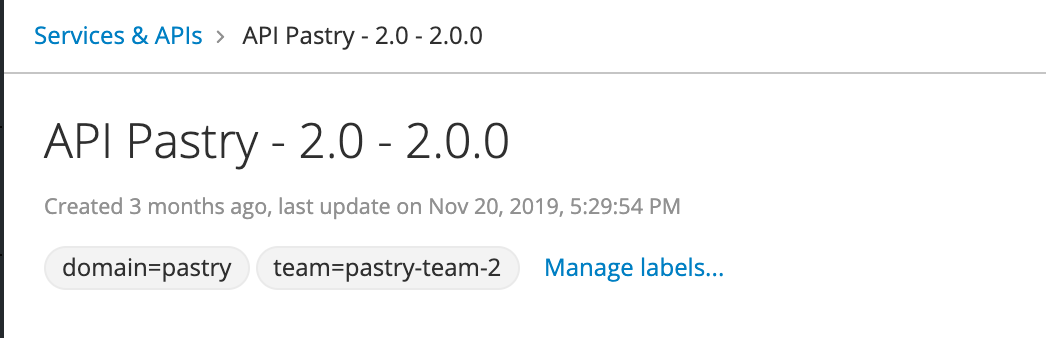 Services & APIs > API Pastry - 2.0 - 2.0.0
API Pastry - 2.0 - 2.0.0
Created 3 months ago, last update on Nov 20, 2019, 5:29:54 PM
domain=pastry team=pastry-team-2 Manage labels...